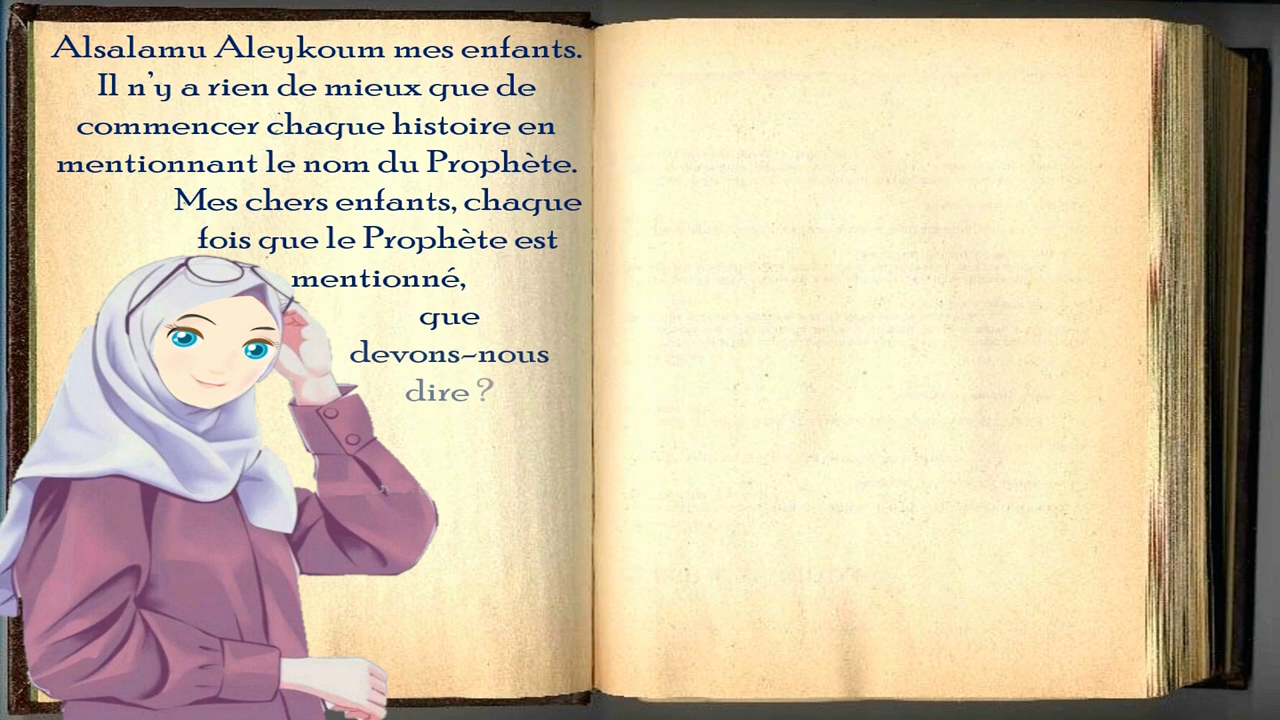 Alsalamu Aleykoum mes enfants.
Il n'y a rien de mieux que de
commencer chaque histoire en
mentionnant le nom du Prophète.
Mes chers enfants, chaque
fois que le Prophète est
mentionné,
que
devons-nous
dire ?